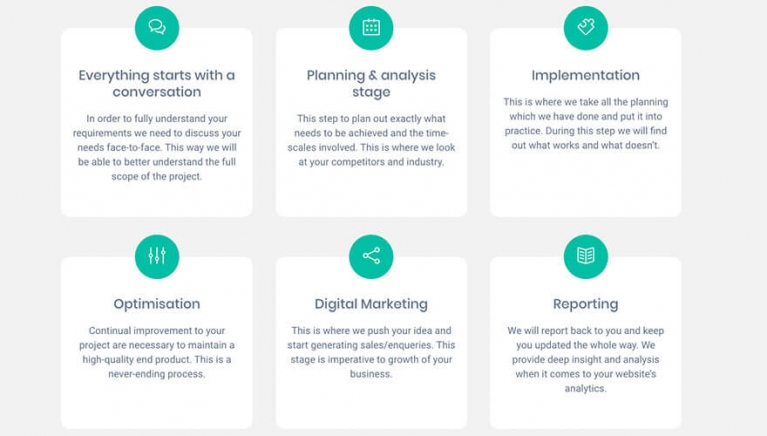 Everything starts with a
conversation
In order to fully understand your
requirements we need to discuss your
needs face-to-face. This way we will
be able to better understand the full
scope of the project.
Planning & analysis
stage
This step to plan out exactly what
needs to be achieved and the time-
scales involved. This is where we look
at your competitors and industry.
Implementation
This is where we take all the planning
which we have done and put it into
practice. During this step we will find
out what works and what doesn't.
Optimisation
Continual improvement to your
project are necessary to maintain a
high-quality end product. This is a
never-ending process.
Digital Marketing
This is where we push your idea and
start generating sales/enqueries. This
stage is imperative to growth of your
business.
Reporting
We will report back to you and keep
you updated the whole way. We
provide deep insight and analysis
when it comes to your website's
analytics.